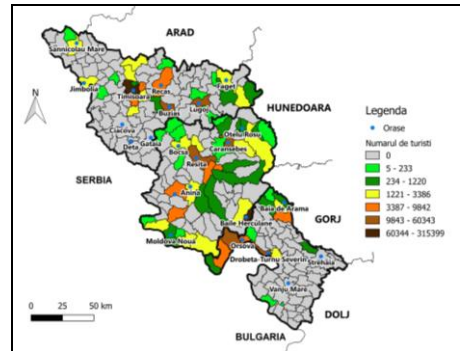 ARAD
Sannicolau Mare
Jimbolia
Timisoara
Recas
Faget
Lugoj
Buzias
HUNEDOARA
Ciacova
Deta
Gataia
Otelu Rosu
Caransebes
Bocsa
Resita
SERBIA
Anina
Baia de Arama
GORJ
Baile Herculane
Moldova Noua
Orsova
Drobeta-Turnu Severin
Strehaia
Vanju Mare
DOLJ
BULGARIA
N
Legenda
Orase
Numarul de turisti
0
5 - 233
234 - 1220
1221 - 3386
3387 - 9842
9843 - 60343
60344 - 315399
0 25 50 km